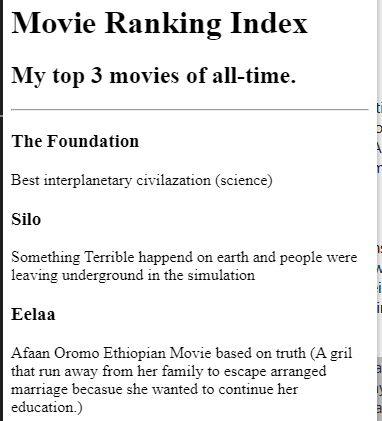 Movie Ranking Index
My top 3 movies of all-time.
The Foundation
Best interplanetary civilazation (science)
Silo
Something Terrible happend on earth and people were
leaving underground in the simulation
Eelaa
Afaan Oromo Ethiopian Movie based on truth (A gril
that run away from her family to escape arranged
marriage becasue she wanted to continue her
education.)